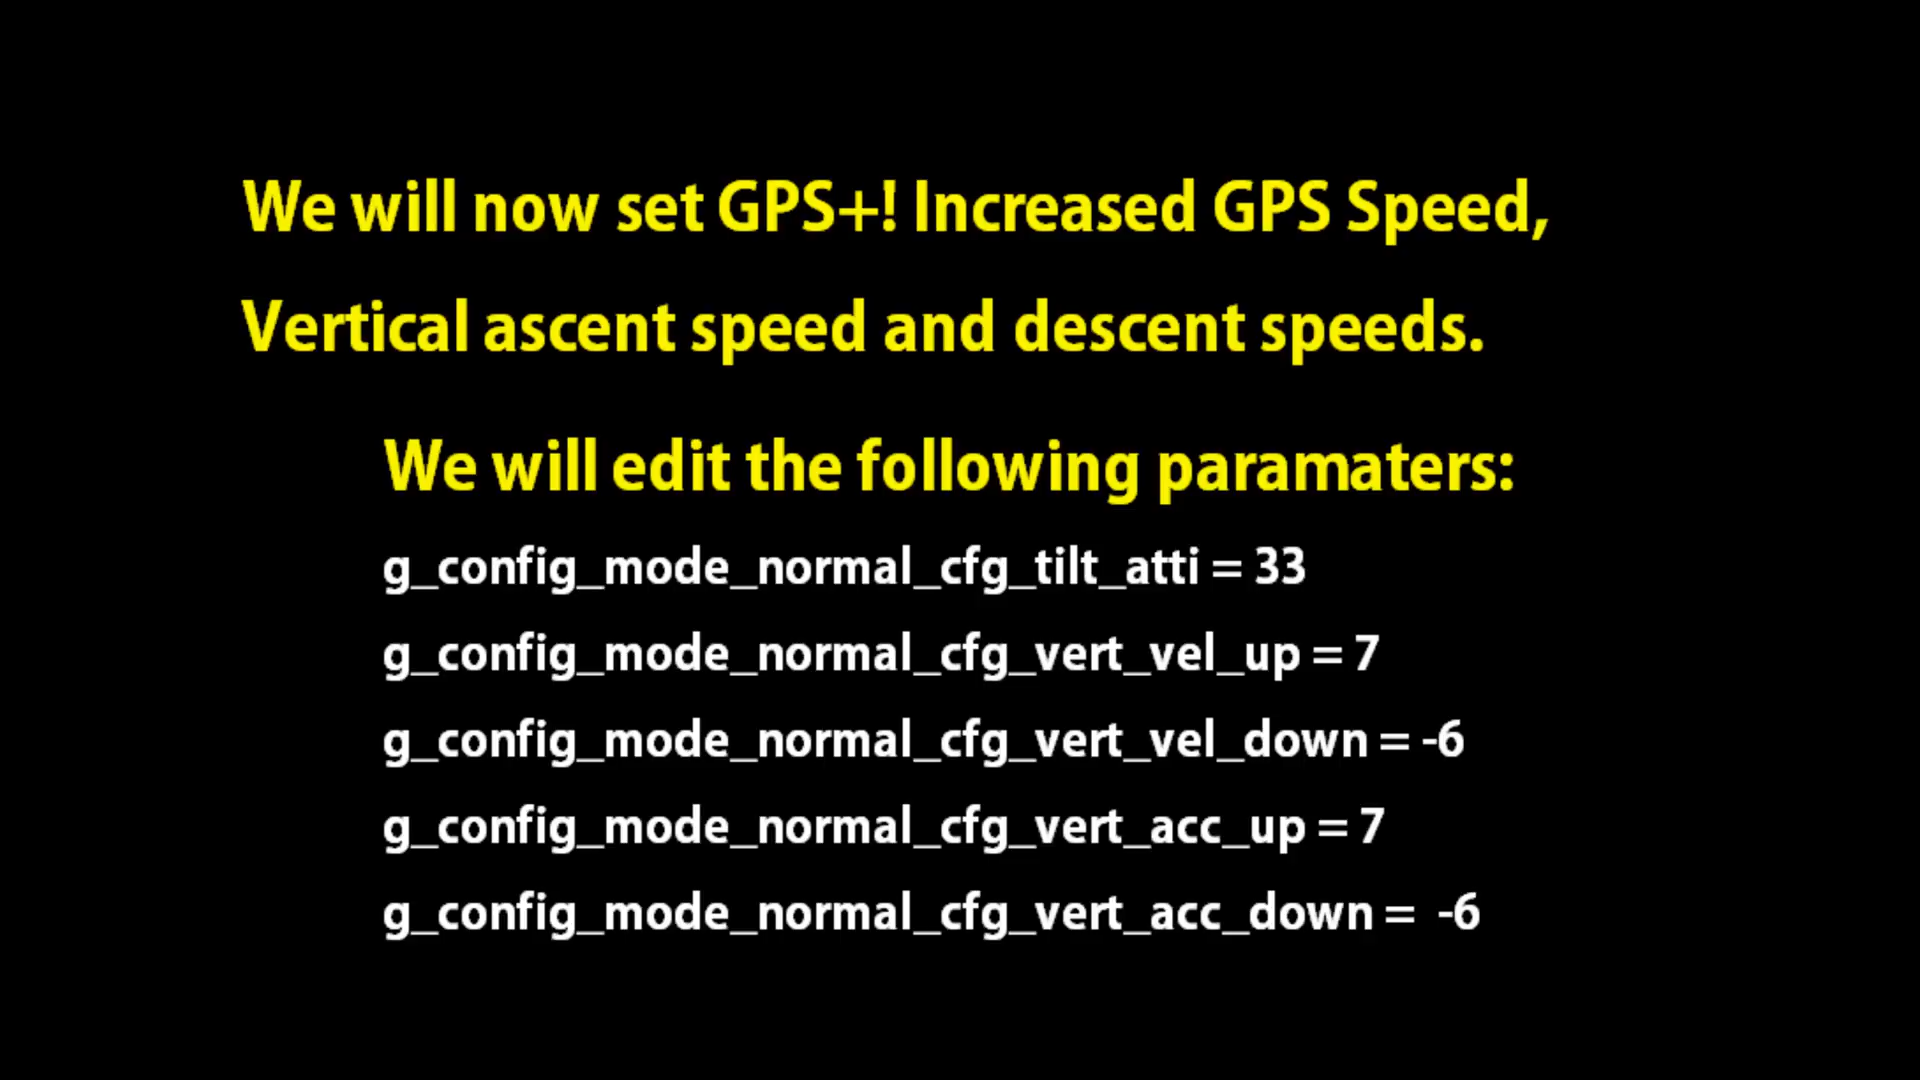 We will now set GPS+! Increased GPS Speed,
Vertical ascent speed and descent speeds.
We will edit the following paramaters:
g_config_mode_normal_cfg_tilt_atti = 33
g_config_mode_normal_cfg_vert_vel_up = 7
g_config_mode_normal_cfg_vert_vel_down = -6
g_config_mode_normal_cfg_vert_acc_up = 7
g_config_mode_normal_cfg_vert_acc_down =  -6